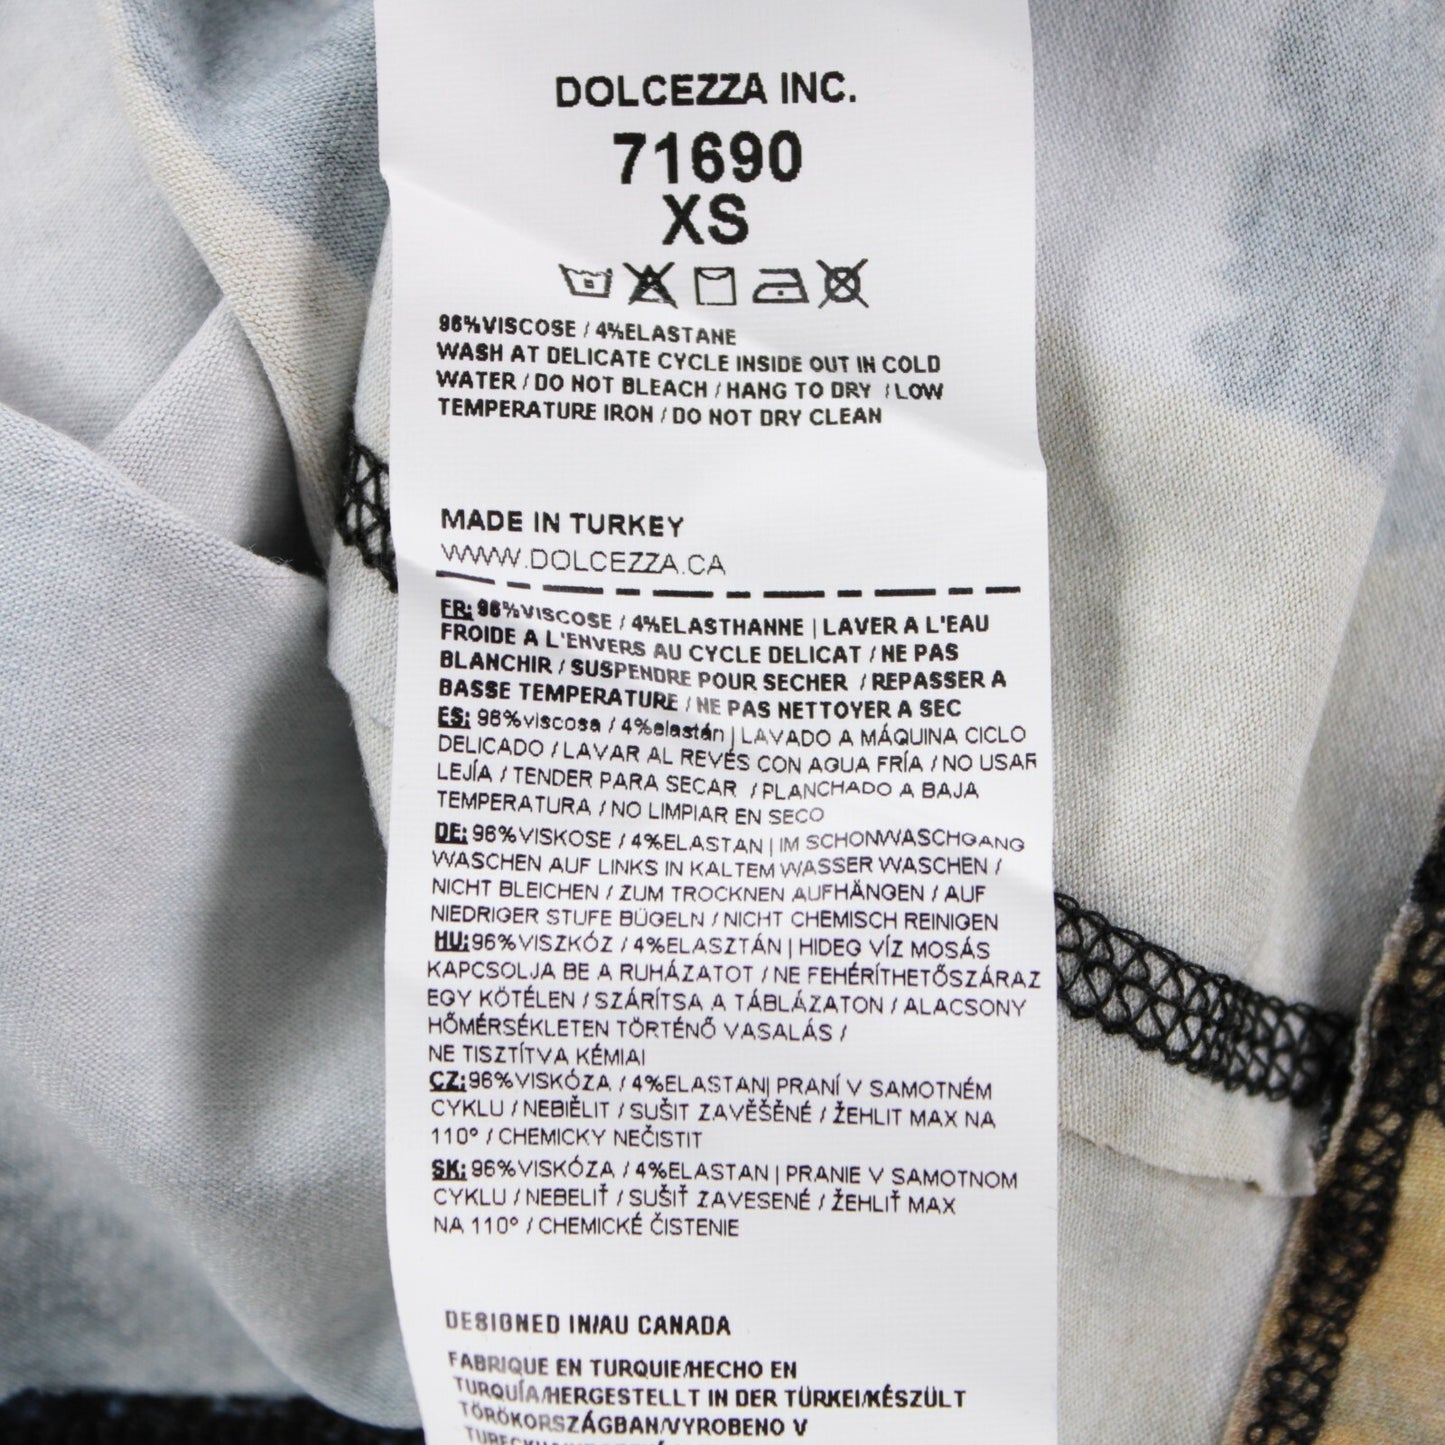 DOLCEZZA INC.
71690
XS
96%VISCOSE / 4%ELASTANE
WASH AT DELICATE CYCLE INSIDE OUT IN COLD
WATER / DO NOT BLEACH / HANG TO DRY / LOW
TEMPERATURE IRON / DO NOT DRY CLEAN
MADE IN TURKEY
WWW.DOLCEZZA.CA
FR: 96%VISCOSE / 4%ELASTHANNE | LAVER A L'EAU
FROIDE A L'ENVERS AU CYCLE DELICAT / NE PAS
BLANCHIR / SUSPENDRE POUR SECHER / REPASSER A
BASSE TEMPERATURE / NE PAS NETTOYER A SEC
ES: 96%viscosa / 4%elastán | LAVADO A MÁQUINA CICLO
DELICADO / LAVAR AL REVÉS CON AGUA FRÍA / NO USAR
LEJÍA / TENDER PARA SECAR / PLANCHADO A BAJA
TEMPERATURA / NO LIMPIAR EN SECO
DE: 96%VISKOSE / 4%ELASTAN | IM SCHONWASCHGANG
WASCHEN AUF LINKS IN KALTEM WASSER WASCHEN /
NICHT BLEICHEN / ZUM TROCKNEN AUFHÄNGEN / AUF
NIEDRIGER STUFE BÜGELN / NICHT CHEMISCH REINIGEN
HU: 96%VISZKÓZ / 4%ELASZTÁN | HIDEG VÍZ MOSÁS
KAPCSOLJA BE A RUHÁZATOT / NE FEHÉRÍTHETŐSZÁRAZ
EGY KÖTÉLEN / SZÁRÍTSA A TÁBLÁZATON / ALACSONY
HŐMÉRSÉKLETEN TÖRTÉNŐ VASALÁS /
NE TISZTÍTVA KÉMIAI
CZ: 96%VISKÓZA / 4%ELASTAN| PRANÍ V SAMOTNÉM
CYKLU / NEBIĚLIT / SUŠIT ZAVĚŠĚNÉ / ŽEHLIT MAX NA
110° / CHEMICKY NEČISTIT
SK: 96%VISKÓZA / 4%ELASTAN | PRANIE V SAMOTNOM
CYKLU / NEBELIŤ / SUŠIŤ ZAVESENÉ / ŽEHLIŤ MAX
NA 110° / CHEMICKÉ ČISTENIE
DESIGNED IN/AU CANADA
FABRIQUE EN TURQUIE/HECHO EN
TURQUÍA/HERGESTELLT IN DER TÜRKEI/KÉSZÜLT
TÖRÖKORSZÁGBAN/VYROBENO V